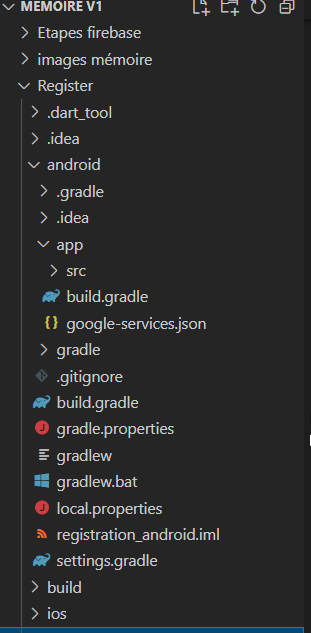 MÉMOIRE V1
Etapes firebase
images mémoire
Register
.dart_tool
.idea
android
.gradle
.idea
app
src
build.gradle
google-services.json
gradle
.gitignore
build.gradle
gradle.properties
gradlew
gradlew.bat
local.properties
registration_android.iml
settings.gradle
build
ios